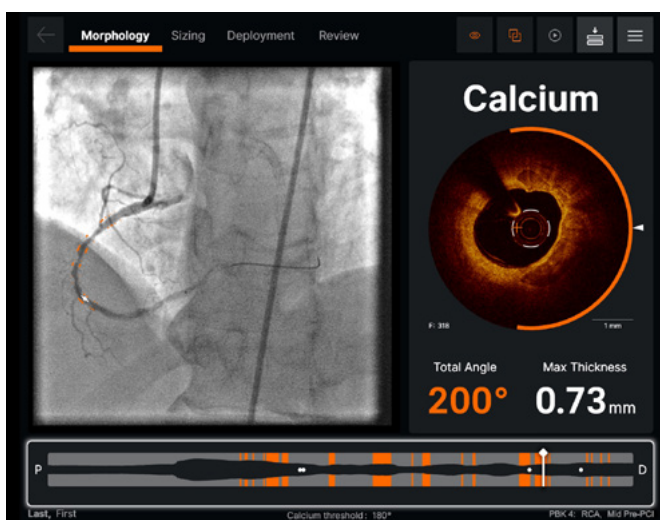 Morphology Sizing Deployment Review
Calcium
F: 318
1 mm
Total Angle Max Thickness
200° 0.73mm
P D
Last, First Calcium threshold: 180° PBK 4: RCA, Mid Pre-PCI